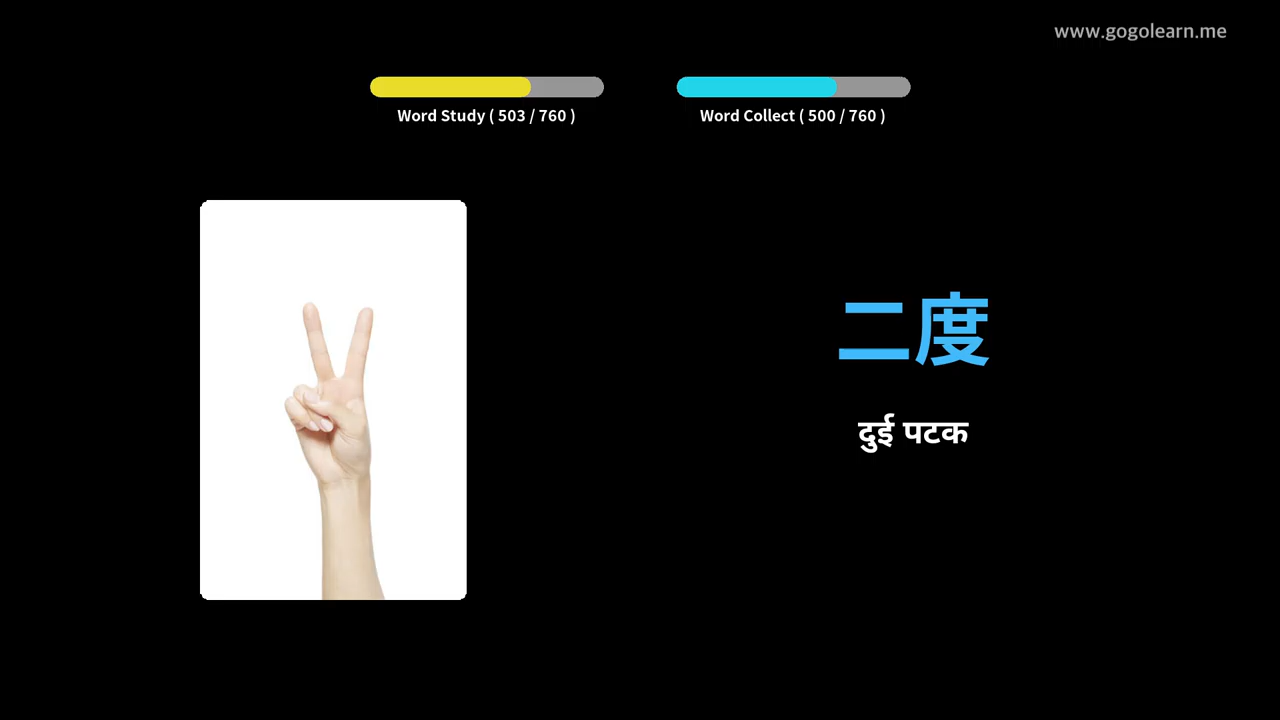 www.gogolearn.me
Word Study ( 503 / 760 )
Word Collect ( 500 / 760 )
二度
दुई पटक